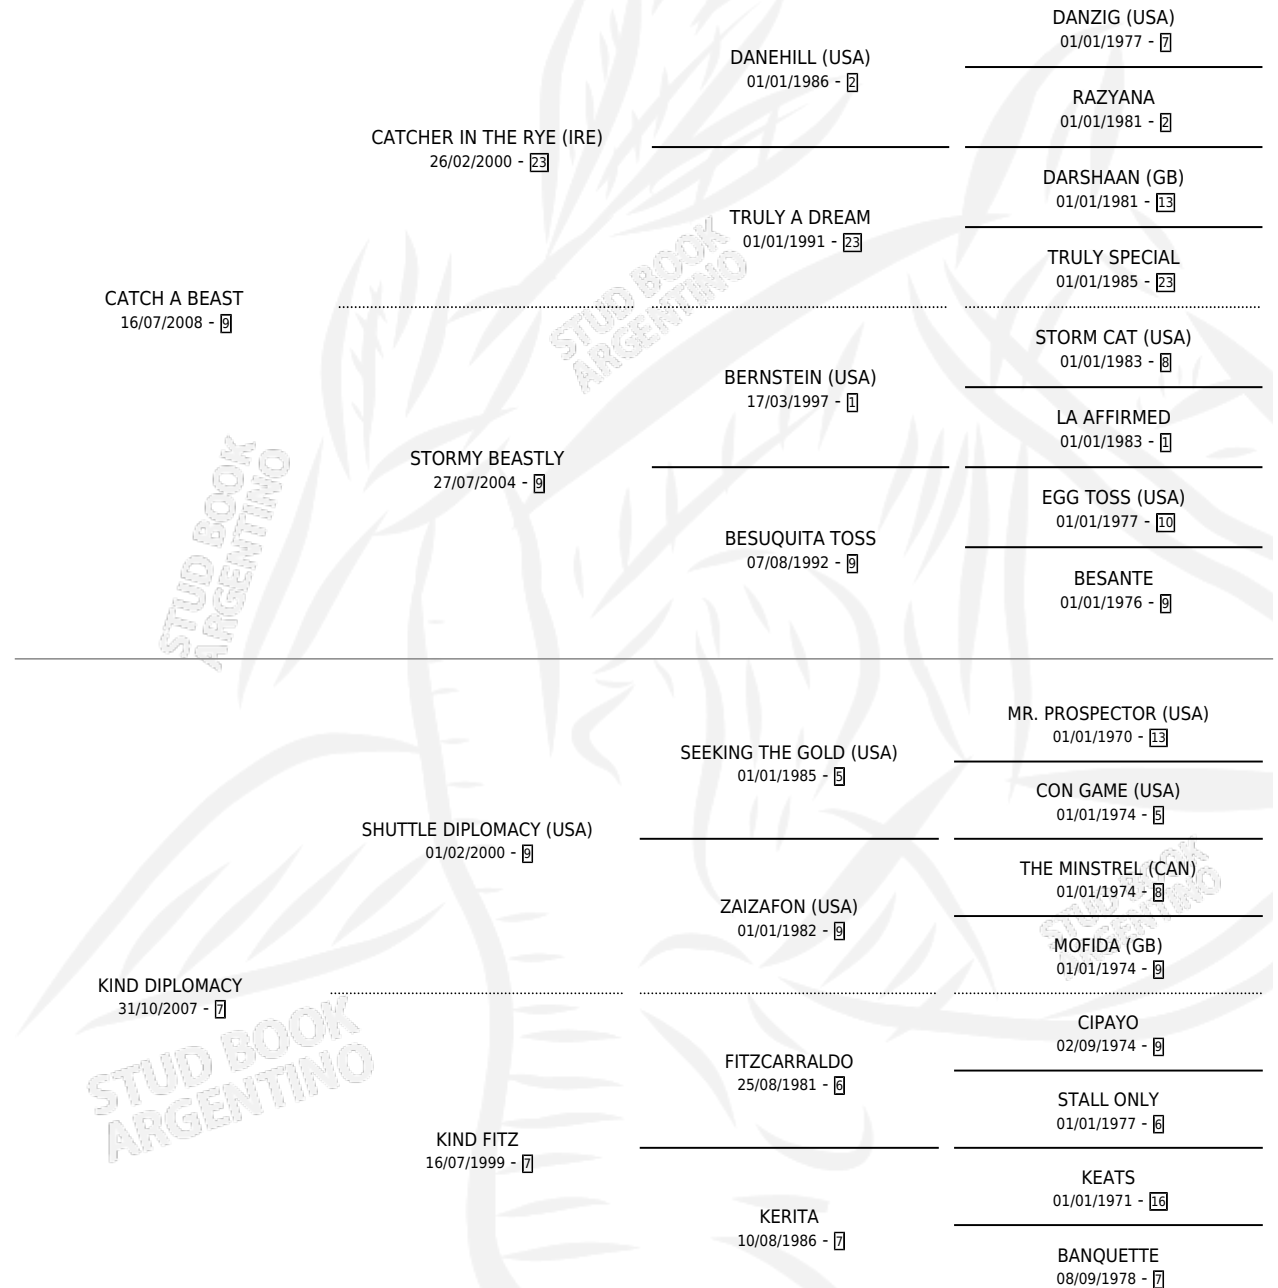 DANZIG (USA)
01/01/1977 - 7
DANEHILL (USA)
01/01/1986 - 2
RAZYANA
01/01/1981 - 2
CATCHER IN THE RYE (IRE)
26/02/2000 - 23
DARSHAAN (GB)
01/01/1981 - 13
TRULY A DREAM
01/01/1991 - 23
TRULY SPECIAL
01/01/1985 - 23
CATCH A BEAST
16/07/2008 - 9
STORM CAT (USA)
01/01/1983 - 8
BERNSTEIN (USA)
17/03/1997 - 1
LA AFFIRMED
01/01/1983 - 1
STORMY BEASTLY
27/07/2004 - 9
EGG TOSS (USA)
01/01/1977 - 10
BESUQUITA TOSS
07/08/1992 - 9
BESANTE
01/01/1976 - 9
STUD BOOK
ARGENTINO
STUD BOOK
ARGENTINO
MR. PROSPECTOR (USA)
01/01/1970 - 13
SEEKING THE GOLD (USA)
01/01/1985 - 5
CON GAME (USA)
01/01/1974 - 5
SHUTTLE DIPLOMACY (USA)
01/02/2000 - 9
THE MINSTREL (CAN)
01/01/1974 - 8
ZAIZAFON (USA)
01/01/1982 - 9
MOFIDA (GB)
01/01/1974 - 9
STUD BOOK
ARGENTINO
KIND DIPLOMACY
31/10/2007 - 7
CIPAYO
02/09/1974 - 9
FITZCARRALDO
25/08/1981 - 6
STALL ONLY
01/01/1977 - 6
STUD BOOK
ARGENTINO
KIND FITZ
16/07/1999 - 7
KEATS
01/01/1971 - 16
KERITA
10/08/1986 - 7
BANQUETTE
08/09/1978 - 7